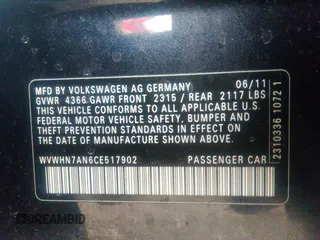 MFD BY VOLKSWAGEN AG GERMANY 06/11
GVWR 4366 GAWR FRONT 2315 / REAR 2117 LBS
THIS VEHICLE CONFORMS TO ALL APPLICABLE U.S.
FEDERAL MOTOR VEHICLE SAFETY, BUMPER AND
THEFT PREVENTION STANDARDS IN EFFECT ON
THE DATE OF MANUFACTURE SHOWN ABOVE.
WVWHN7AN6CE517902 PASSENGER CAR
2310336 1072 1
DREAMBID